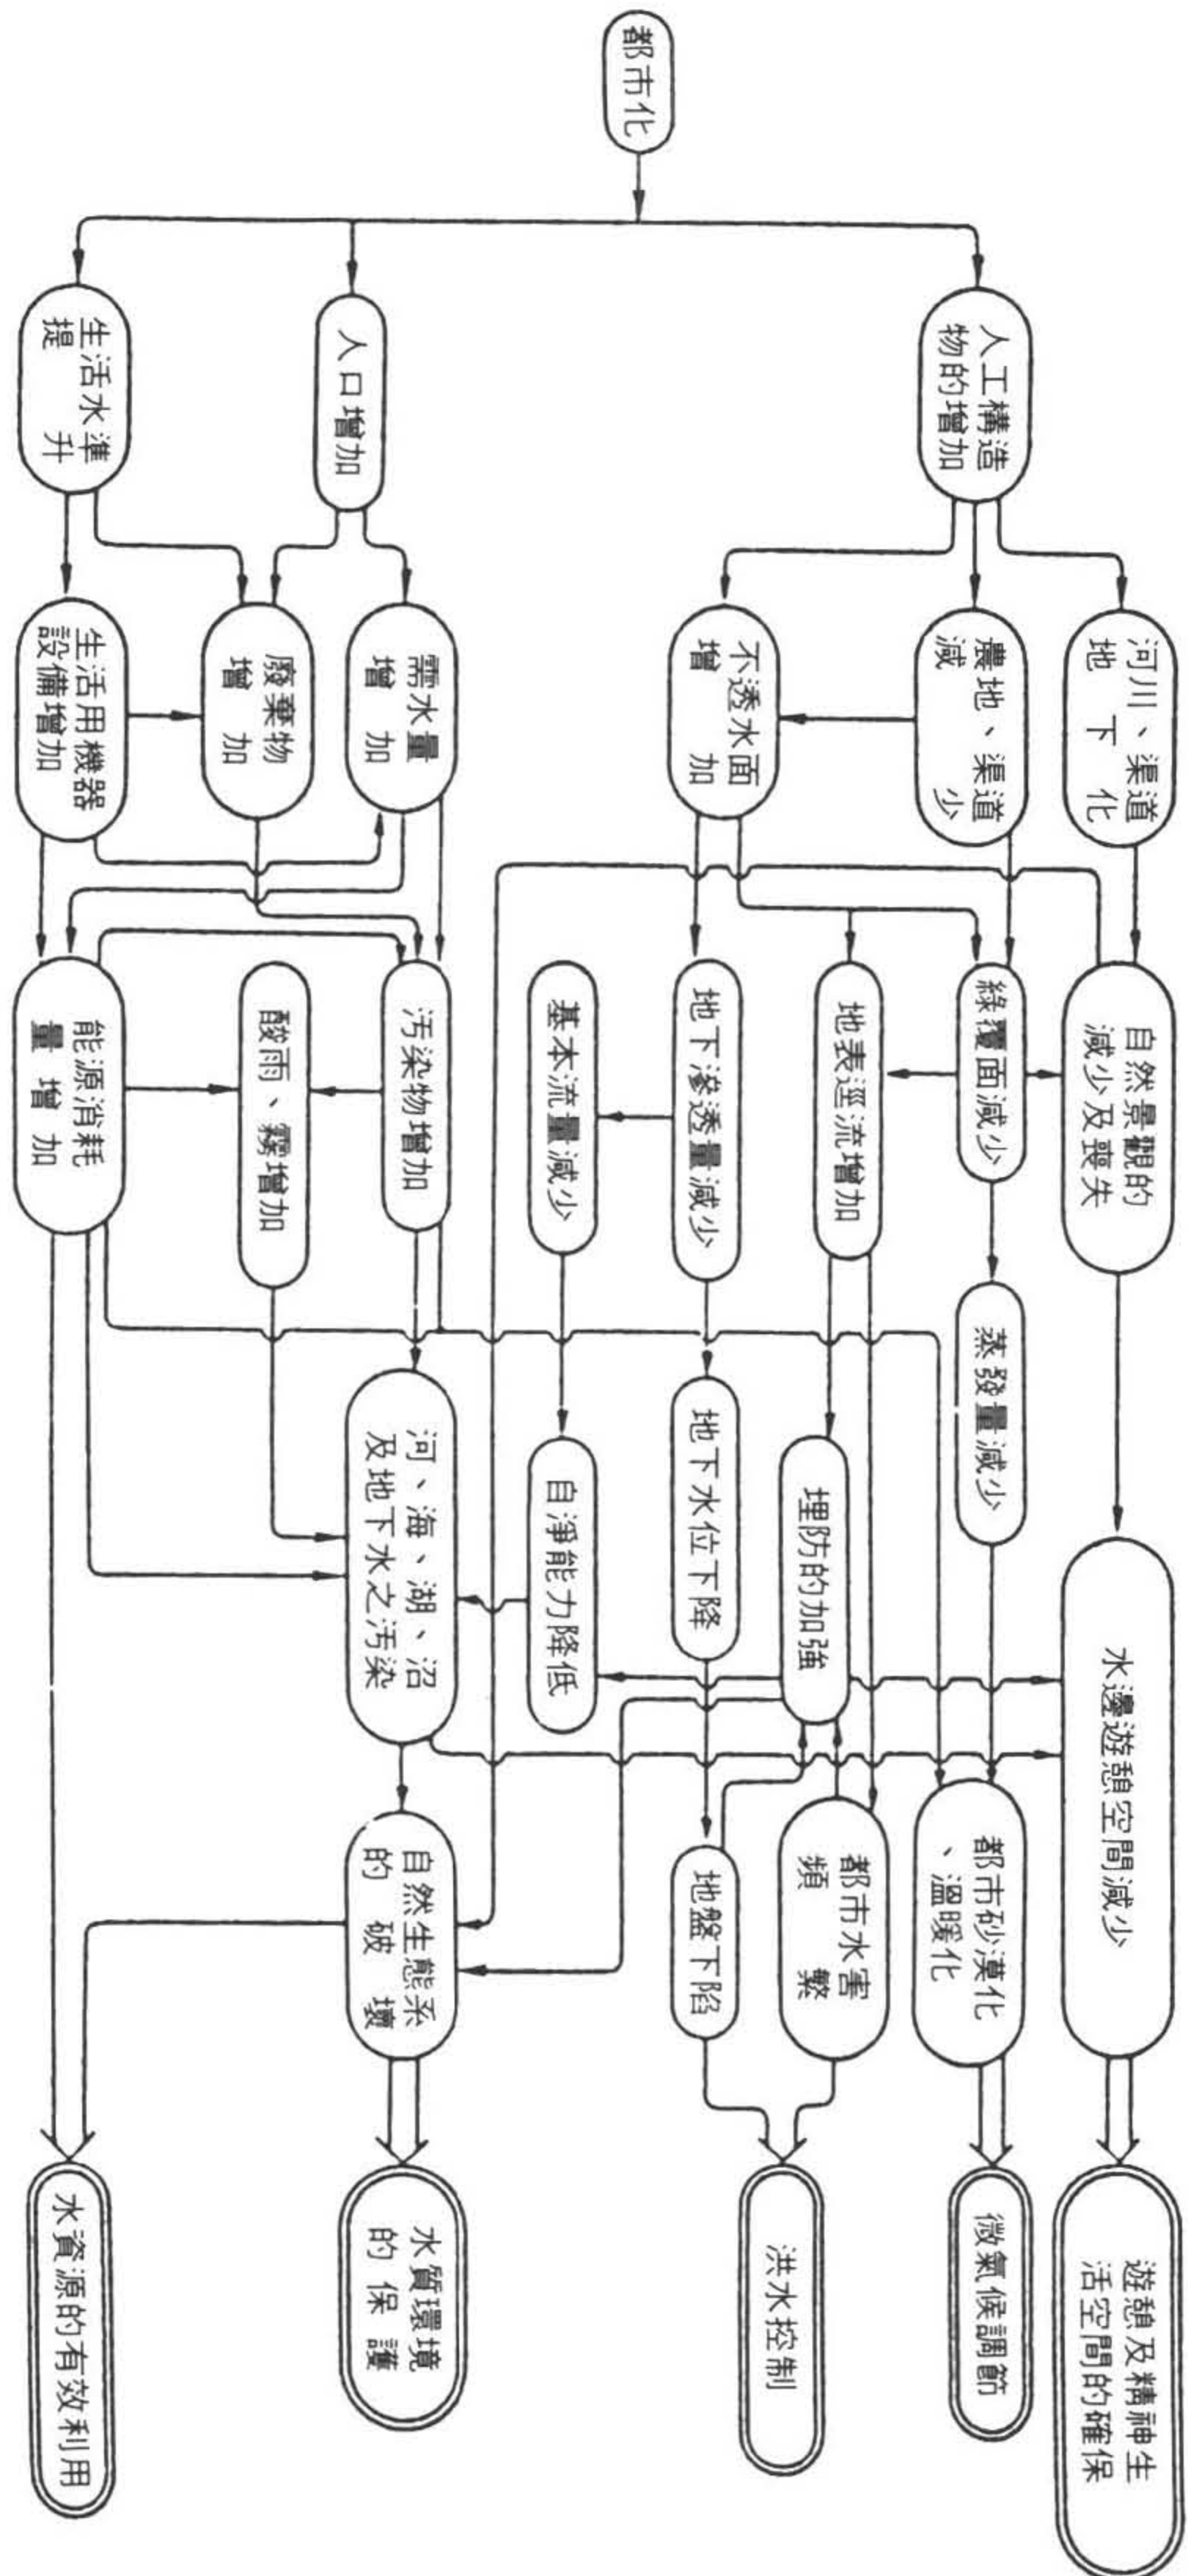 都市化
人工構造
物的增加
人口增加
生活水準
提升
河川、渠道
地下化
農地、渠道
減少
不透水面
增加
需水量
增加
廢棄物
增加
生活用機器
設備增加
自然景觀的
減少及喪失
綠覆面減少
地表逕流增加
地下滲透量減少
基本流量減少
污染物增加
酸雨、霧增加
能源消耗
量增加
蒸發量減少
水邊遊憩空間減少
都市砂漠化
、溫暖化
埋防的加強
都市水害
頻繁
地下水位下降
地盤下陷
自淨能力降低
河、海、湖、沼
及地下水之污染
自然生態系
的破壞
遊憩及精神生
活空間的確保
微氣候調節
洪水控制
水質環境
的保護
水資源的有效利用